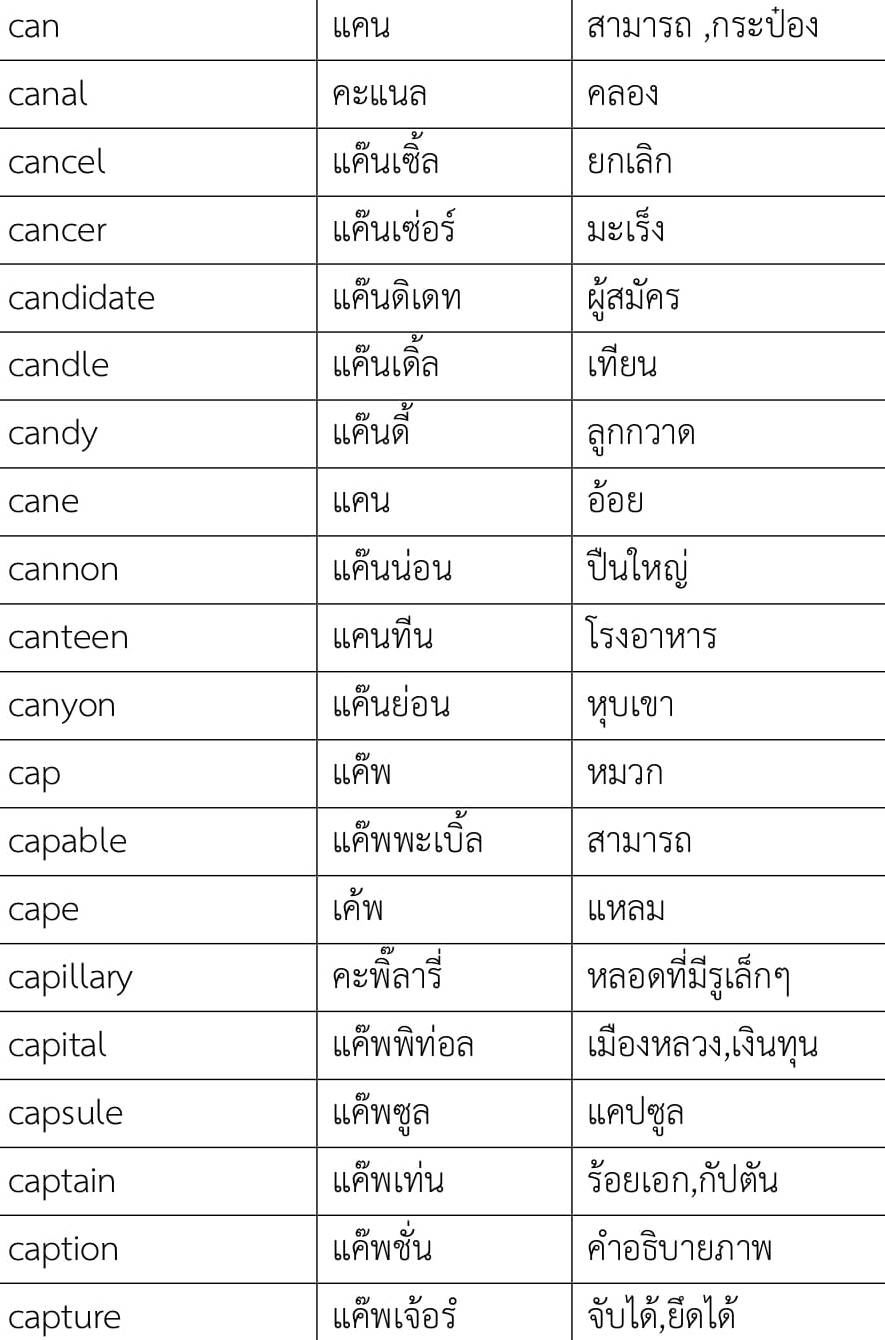 can แคน สามารถ ,กระป๋อง
canal คะแนล คลอง
cancel แค๊นเซิ้ล ยกเลิก
cancer แค๊นเซ่อร์ มะเร็ง
candidate แค๊นดิเดท ผู้สมัคร
candle แค๊นเดิ้ล เทียน
candy แค๊นดี้ ลูกกวาด
cane แคน อ้อย
cannon แค๊นน่อน ปืนใหญ่
canteen แคนทีน โรงอาหาร
canyon แค๊นย่อน หุบเขา
cap แค๊พ หมวก
capable แค๊พพะเบิ้ล สามารถ
cape เค้พ แหลม
capillary คะพิ๊ลารี่ หลอดที่มีรูเล็กๆ
capital แค๊พพิท่อล เมืองหลวง,เงินทุน
capsule แค๊พซูล แคปซูล
captain แค๊พเท่น ร้อยเอก,กัปตัน
caption แค๊พชั่น คำอธิบายภาพ
capture แค๊พเจ้อรํ จับได้,ยึดได้